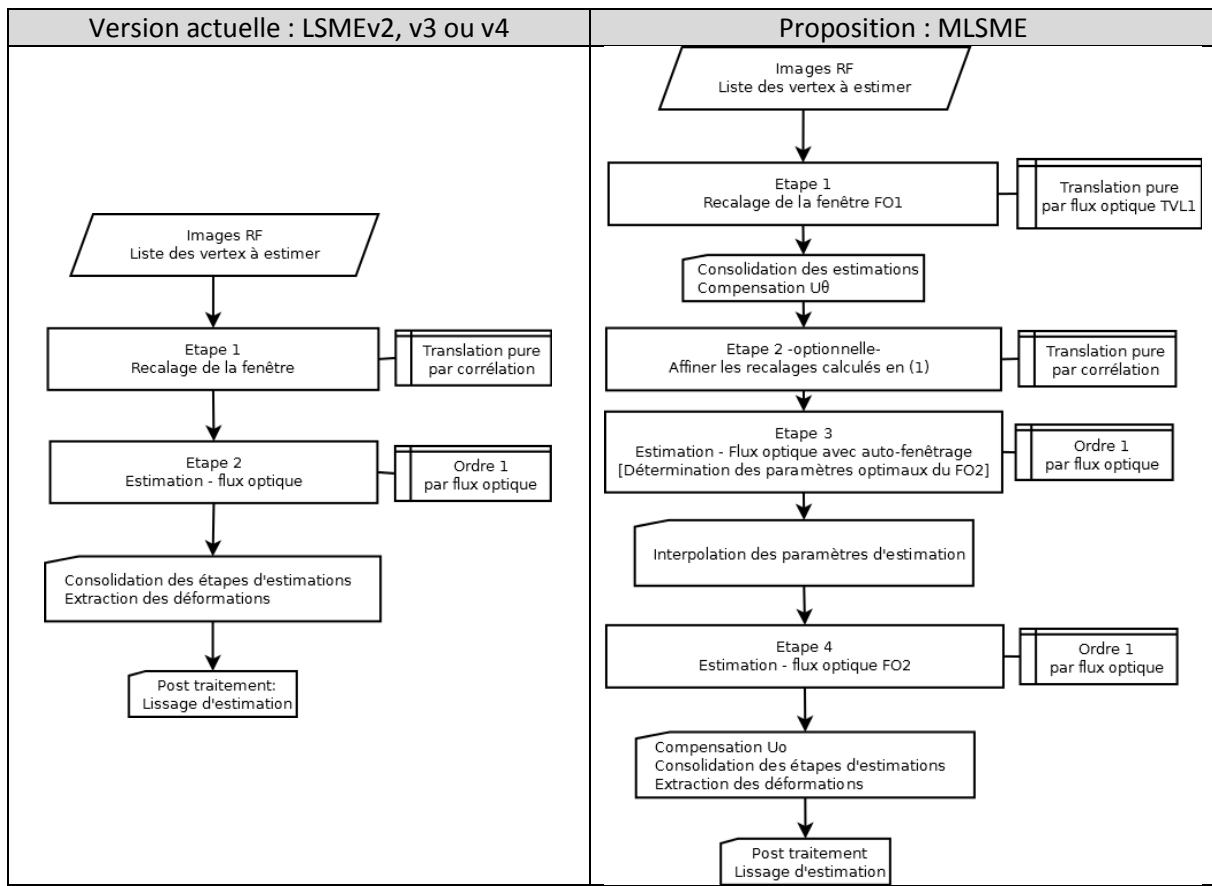 Version actuelle : LSMEv2, v3 ou v4
Images RF
Liste des vertex à estimer
Etape 1
Recalage de la fenêtre
Translation pure
par corrélation
Etape 2
Estimation - flux optique
Ordre 1
par flux optique
Consolidation des étapes d'estimations
Extraction des déformations
Post traitement:
Lissage d'estimation
Proposition : MLSME
Images RF
Liste des vertex à estimer
Etape 1
Recalage de la fenêtre FO1
Translation pure
par flux optique TVL1
Consolidation des estimations
Compensation Uθ
Etape 2 -optionnelle-
Affiner les recalages calculés en (1)
Translation pure
par corrélation
Etape 3
Estimation - Flux optique avec auto-fenêtrage
[Détermination des paramètres optimaux du FO2]
Ordre 1
par flux optique
Interpolation des paramètres d'estimation
Etape 4
Estimation - flux optique FO2
Ordre 1
par flux optique
Compensation Uo
Consolidation des étapes d'estimations
Extraction des déformations
Post traitement
Lissage d'estimation